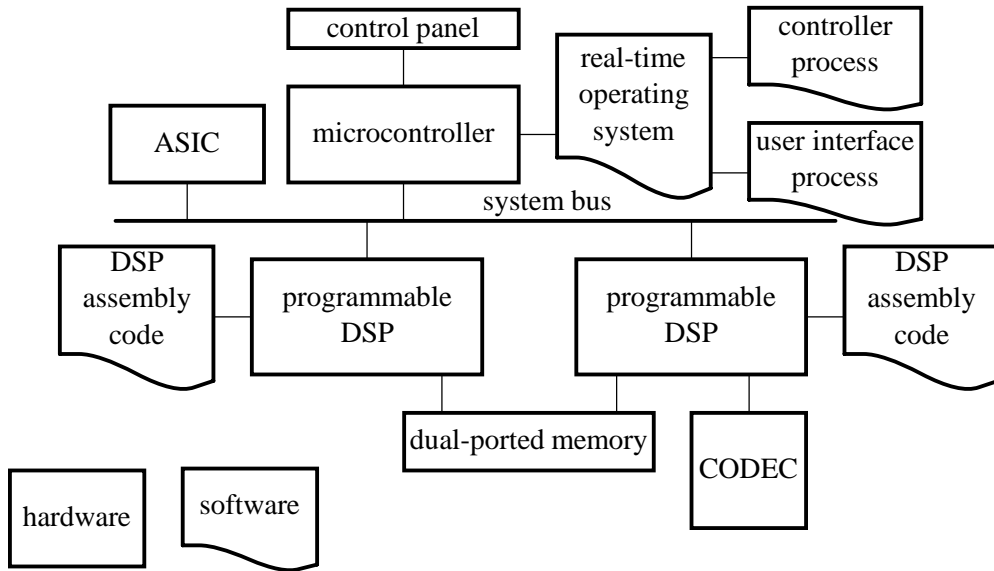 control panel
real-time
operating
system
controller
process
ASIC
microcontroller
user interface
process
system bus
DSP
assembly
code
programmable
DSP
programmable
DSP
DSP
assembly
code
dual-ported memory
CODEC
hardware
software